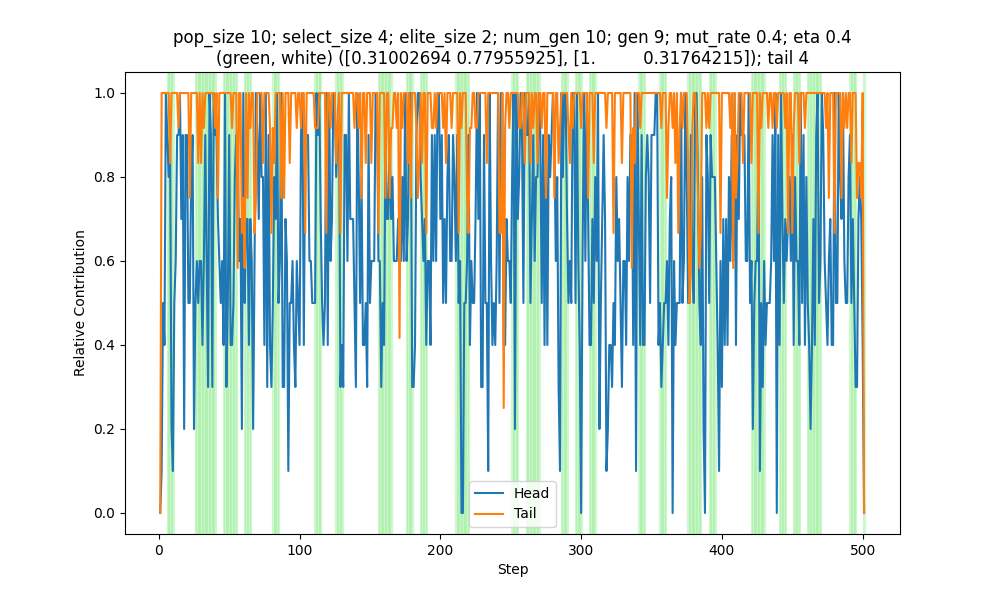 pop_size 10; select_size 4; elite_size 2; num_gen 10; gen 9; mut_rate 0.4; eta 0.4
(green, white) ([0.31002694 0.77955925], [1.         0.31764215]); tail 4
1.0
0.8
0.6
0.4
0.2
0.0
Relative Contribution
Head
Tail
0
100
200
300
400
500
Step